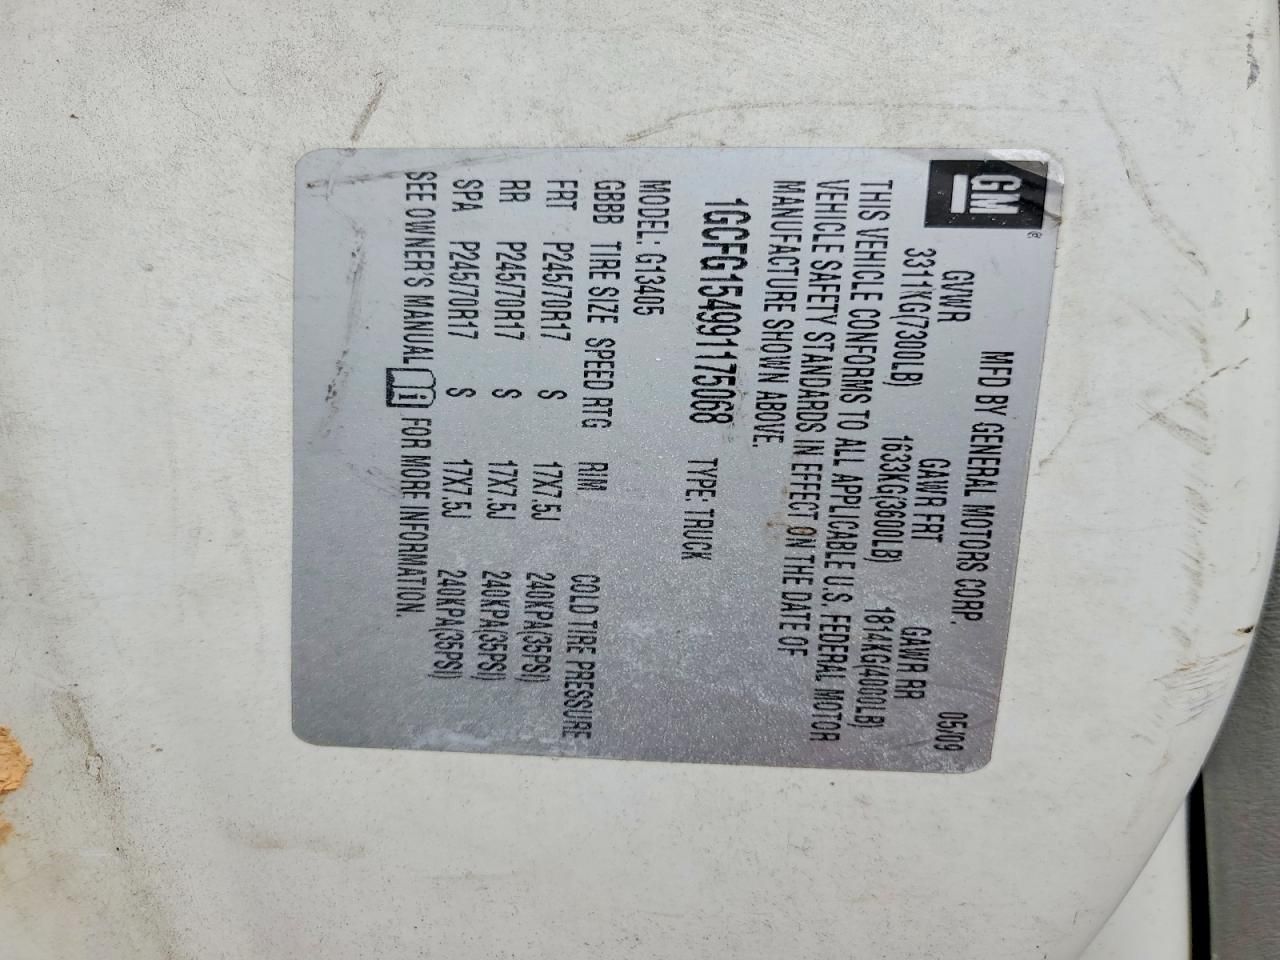 GM
MFD BY GENERAL MOTORS CORP. 05/09
GVWR GAWR FRT GAWR RR
3311KG(7300LB) 1633KG(3600LB) 1814KG(4000LB)
THIS VEHICLE CONFORMS TO ALL APPLICABLE U.S. FEDERAL MOTOR
VEHICLE SAFETY STANDARDS IN EFFECT ON THE DATE OF
MANUFACTURE SHOWN ABOVE.
1GCFG154991175068 TYPE: TRUCK
MODEL: G13405
GBBB TIRE SIZE SPEED RTG RIM COLD TIRE PRESSURE
FRT P245/70R17 S 17X7.5J 240KPA(35PSI)
RR P245/70R17 S 17X7.5J 240KPA(35PSI)
SPA P245/70R17 S 17X7.5J 240KPA(35PSI)
SEE OWNER'S MANUAL i FOR MORE INFORMATION.